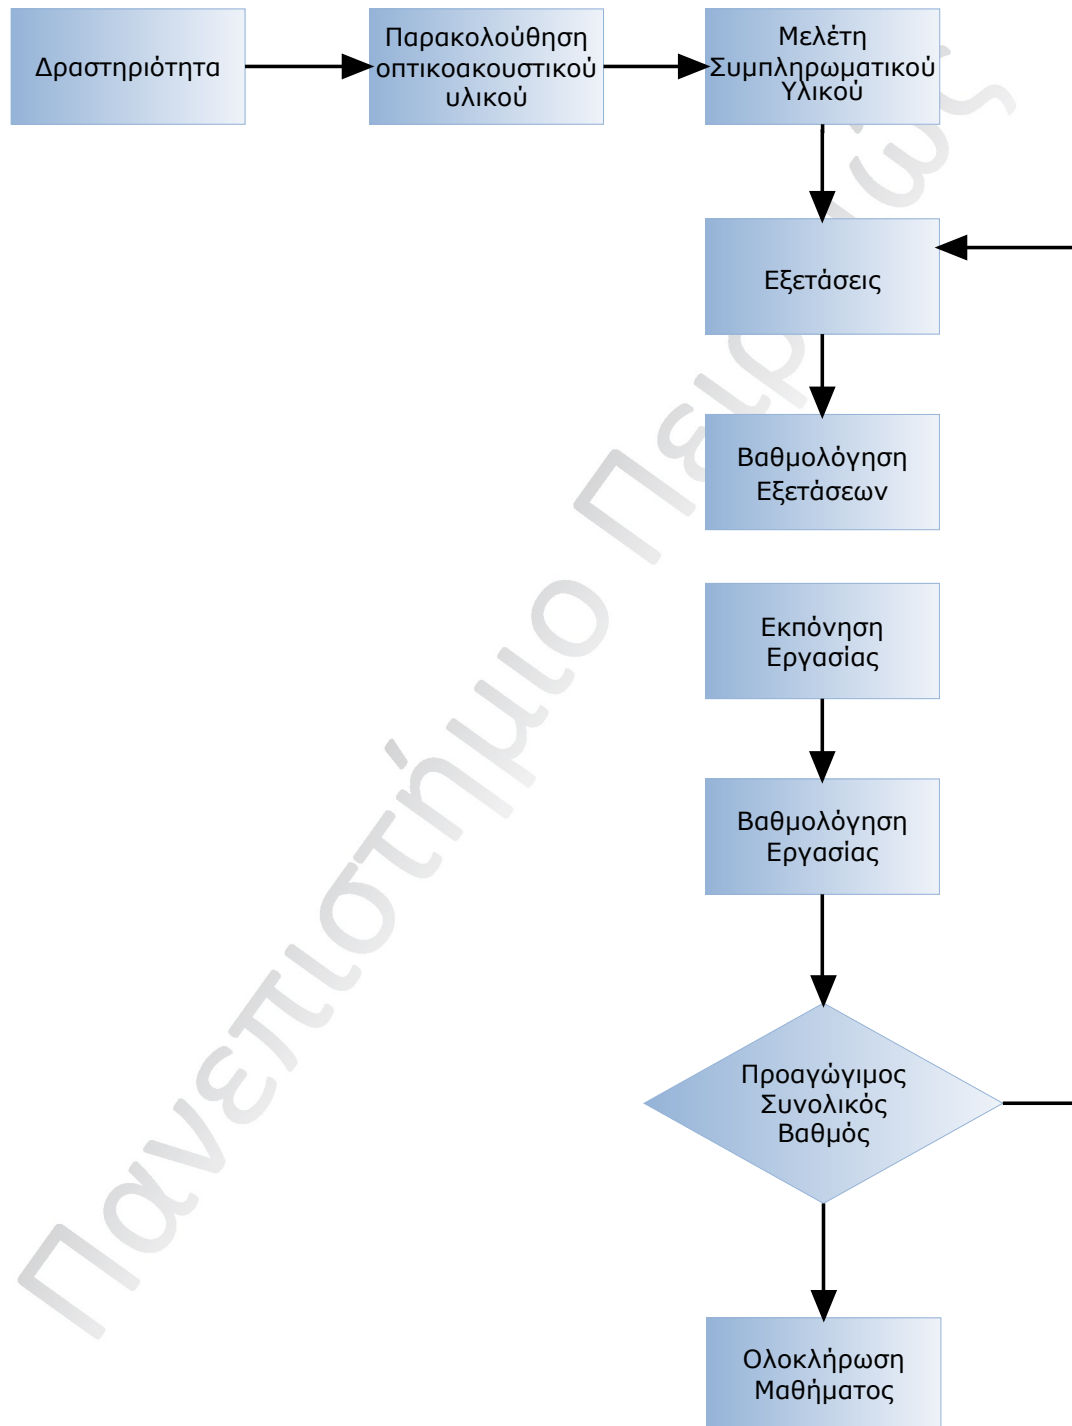 Δραστηριότητα
Παρακολούθηση
οπτικοακουστικού
υλικού
Μελέτη
Συμπληρωματικού
Υλικού
Εξετάσεις
Βαθμολόγηση
Εξετάσεων
Εκπόνηση
Εργασίας
Βαθμολόγηση
Εργασίας
Προαγώγιμος
Συνολικός
Βαθμός
Ολοκλήρωση
Μαθήματος
Πανεπιστήμιο Πειραιώς